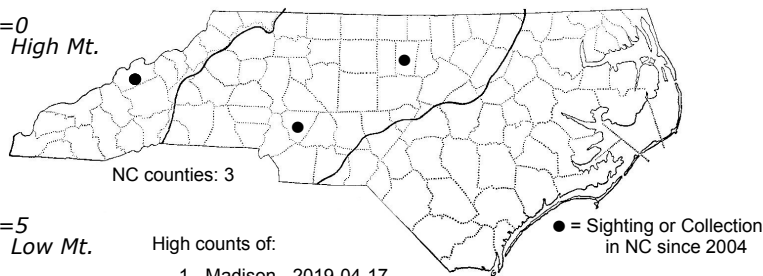 =0
High Mt.
NC counties: 3
=5
Low Mt.
High counts of:
● = Sighting or Collection
in NC since 2004
1 - Madison - 2019-04-17